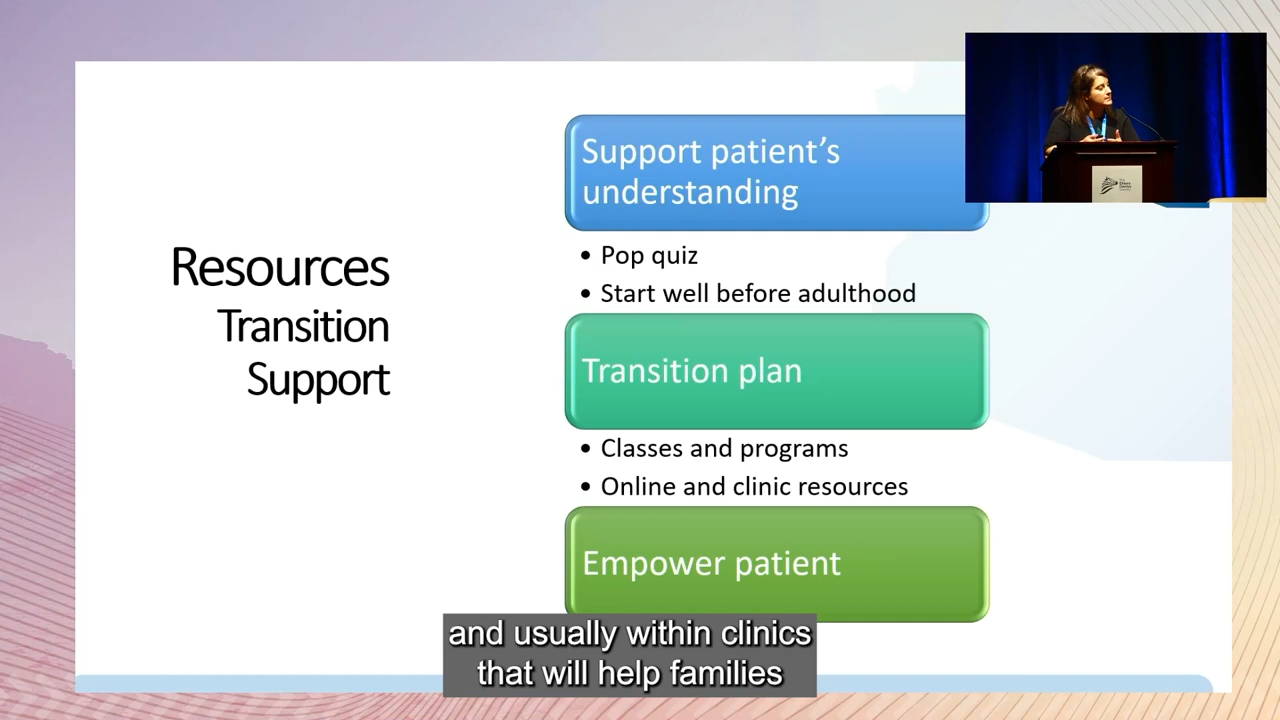 Resources
Transition
Support
Support patient's
understanding
• Pop quiz
• Start well before adulthood
Transition plan
• Classes and programs
• Online and clinic resources
Empower patient
and usually within clinics
that will help families